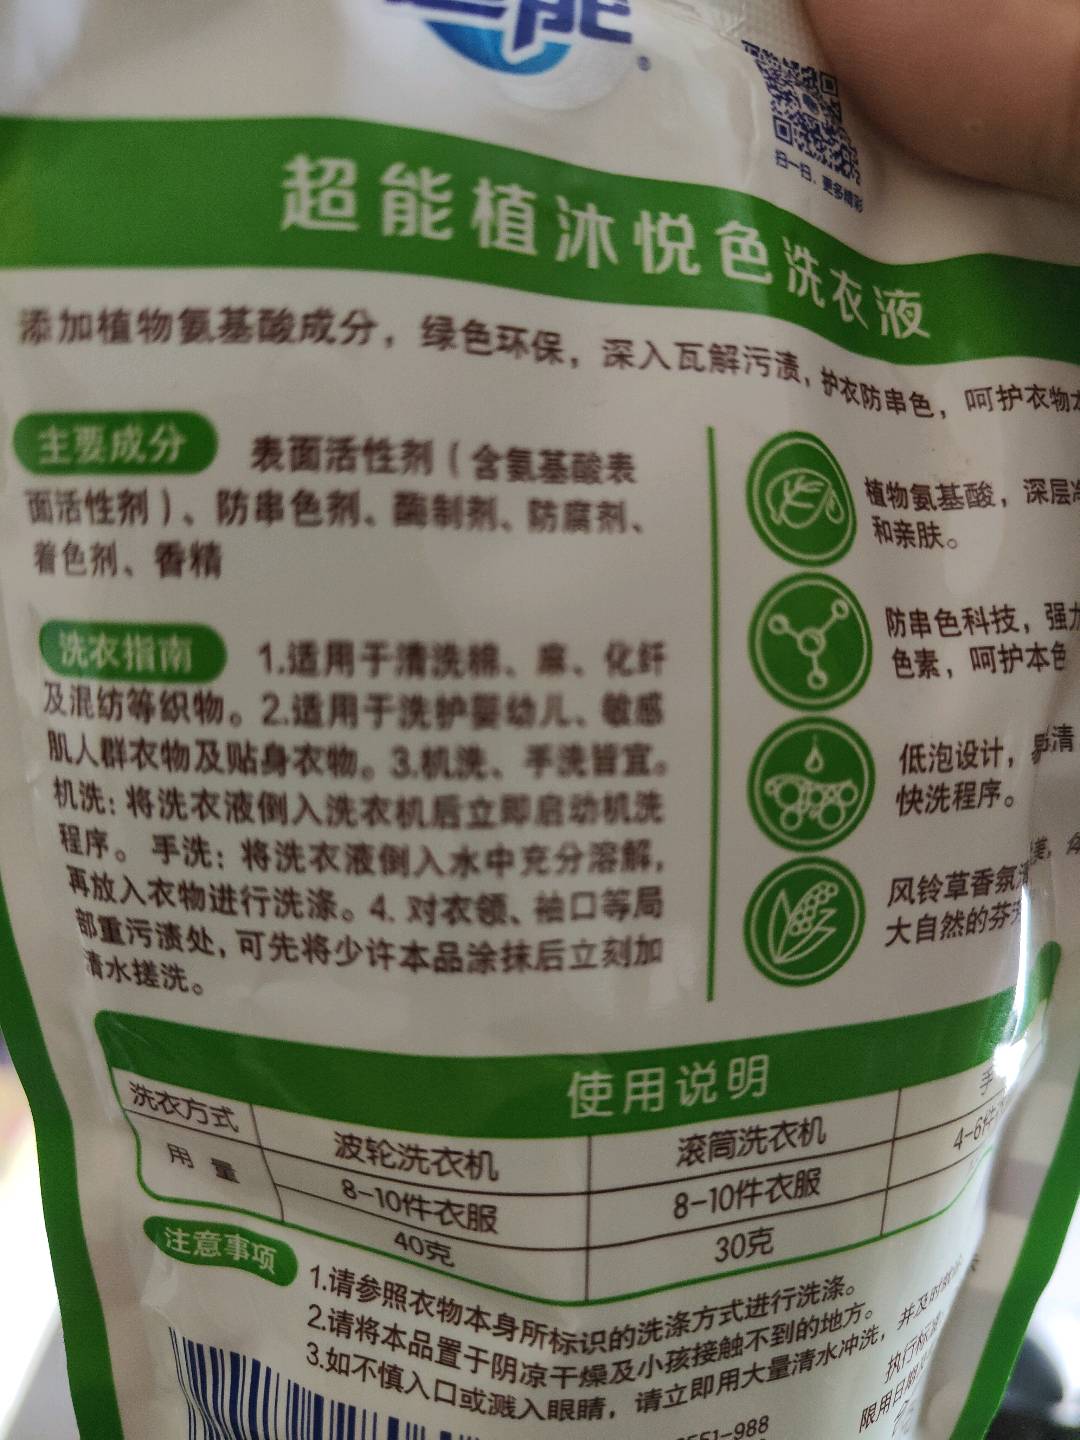 超能
扫一扫，更多精彩
超能植沐悦色洗衣液
添加植物氨基酸成分，绿色环保，深入瓦解污渍，护衣防串色，呵护衣物
主要成分 表面活性剂（含氨基酸表
面活性剂）、防串色剂、酶制剂、防腐剂、
着色剂、香精
洗衣指南 1.适用于清洗棉、麻、化纤
及混纺等织物。2.适用于洗护婴幼儿、敏感
肌人群衣物及贴身衣物。3.机洗、手洗皆宜。
机洗：将洗衣液倒入洗衣机后立即启动机洗
程序。手洗：将洗衣液倒入水中充分溶解，
再放入衣物进行洗涤。4.对衣领、袖口等局
部重污渍处，可先将少许本品涂抹后立刻加
清水搓洗。
植物氨基酸，深层
和亲肤。
防串色科技，强
色素，呵护本色
低泡设计，易清
快洗程序。
风铃草香氛
大自然的芬
使用说明
洗衣方式 波轮洗衣机 滚筒洗衣机 手
用量 8-10件衣服 8-10件衣服 4-6件
40克 30克
注意事项 1.请参照衣物本身所标识的洗涤方式进行洗涤。
2.请将本品置于阴凉干燥及小孩接触不到的地方。
3.如不慎入口或溅入眼睛，请立即用大量清水冲洗，并及时
执行标
限用日期
551-988